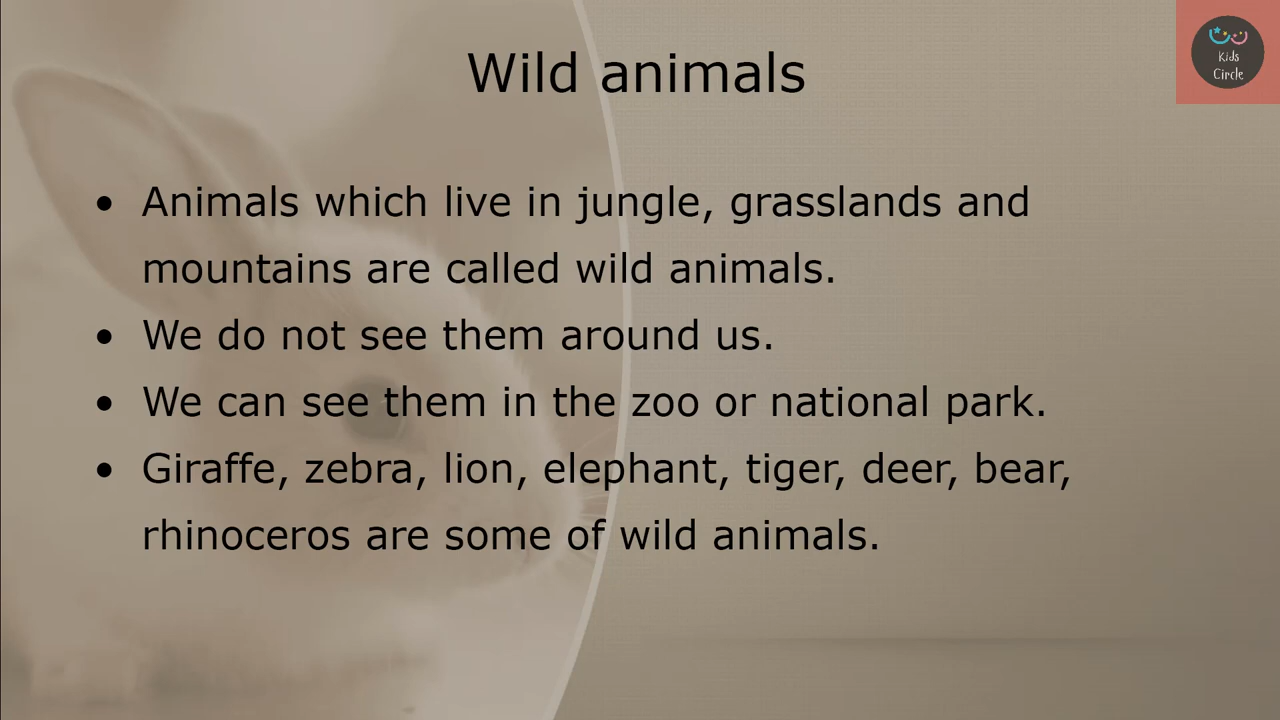 Wild animals
Kids
Circle
• Animals which live in jungle, grasslands and
mountains are called wild animals.
• We do not see them around us.
• We can see them in the zoo or national park.
• Giraffe, zebra, lion, elephant, tiger, deer, bear,
rhinoceros are some of wild animals.